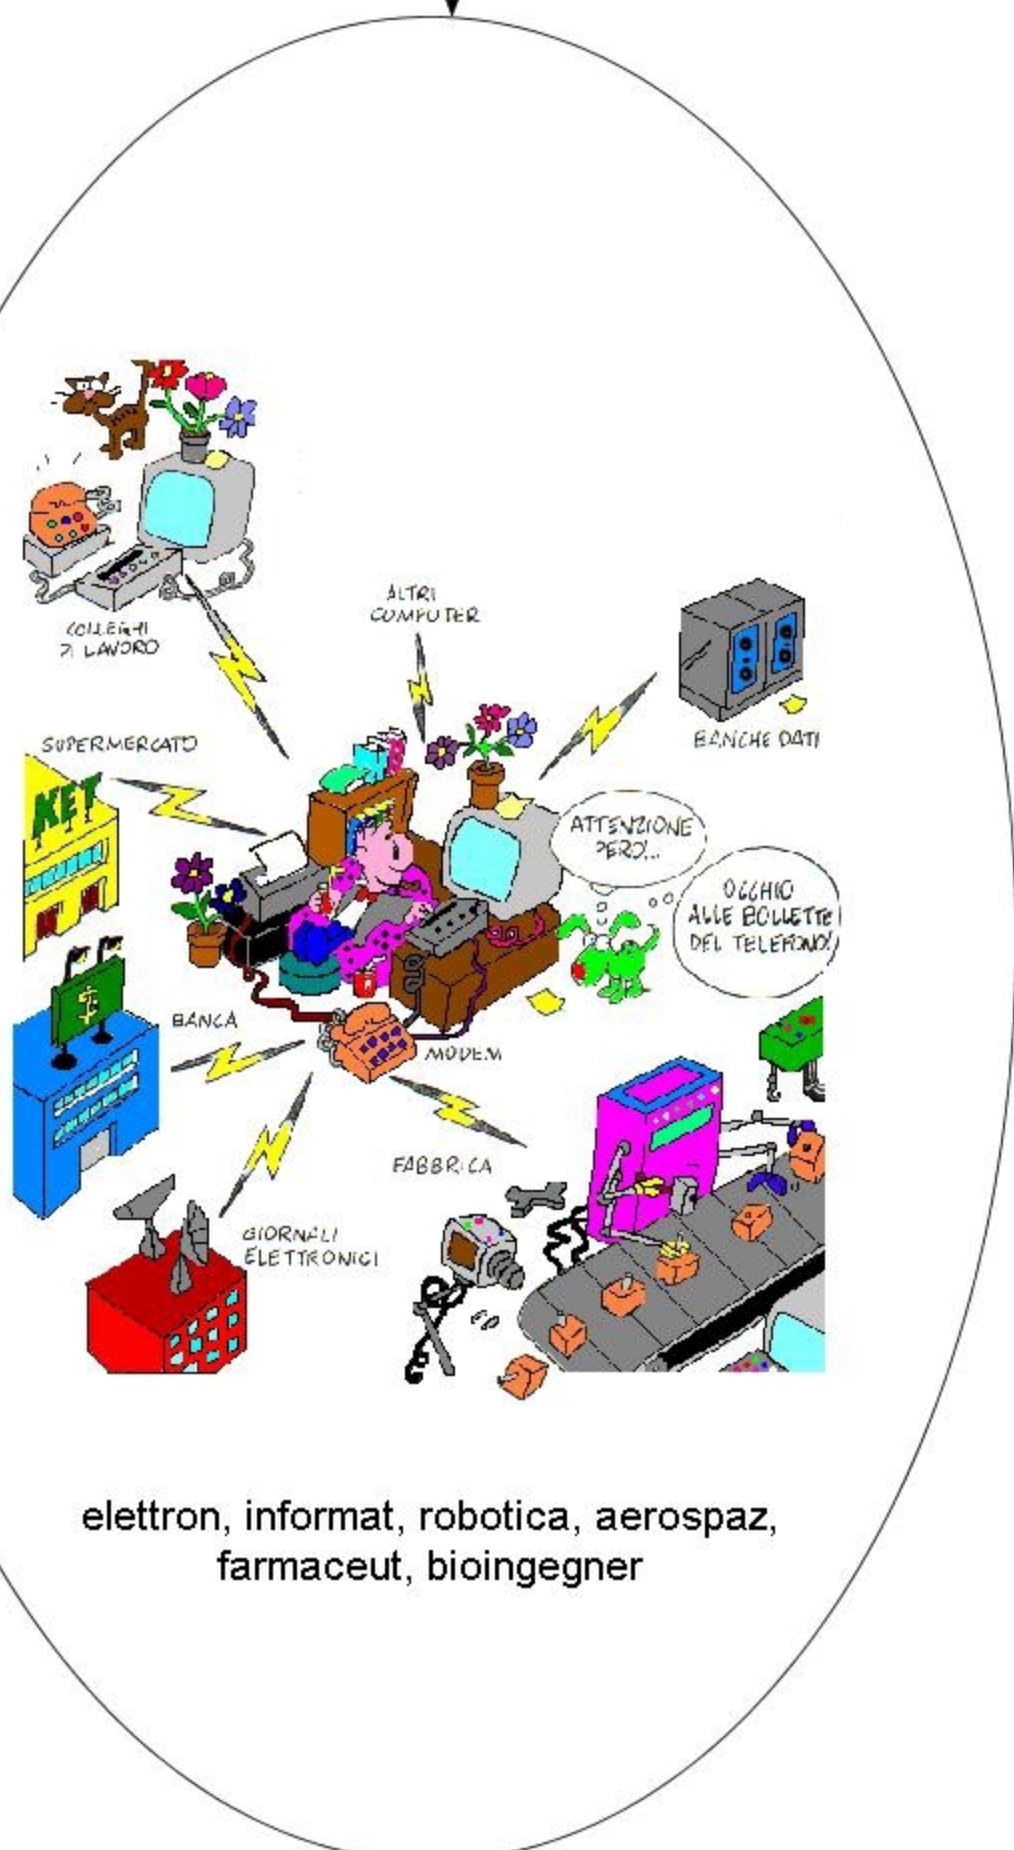 COLLEGHI
DI LAVORO
ALTRI
COMPUTER
BANCHE DATI
SUPERMERCATO
KET
ATTENZIONE
PERO'...
OCCHIO
ALLE BOLLETTE
DEL TELEFONO!
BANCA
MODEM
FABBRICA
GIORNALI
ELETTRONICI
elettron, informat, robotica, aerospaz,
farmaceut, bioingegner